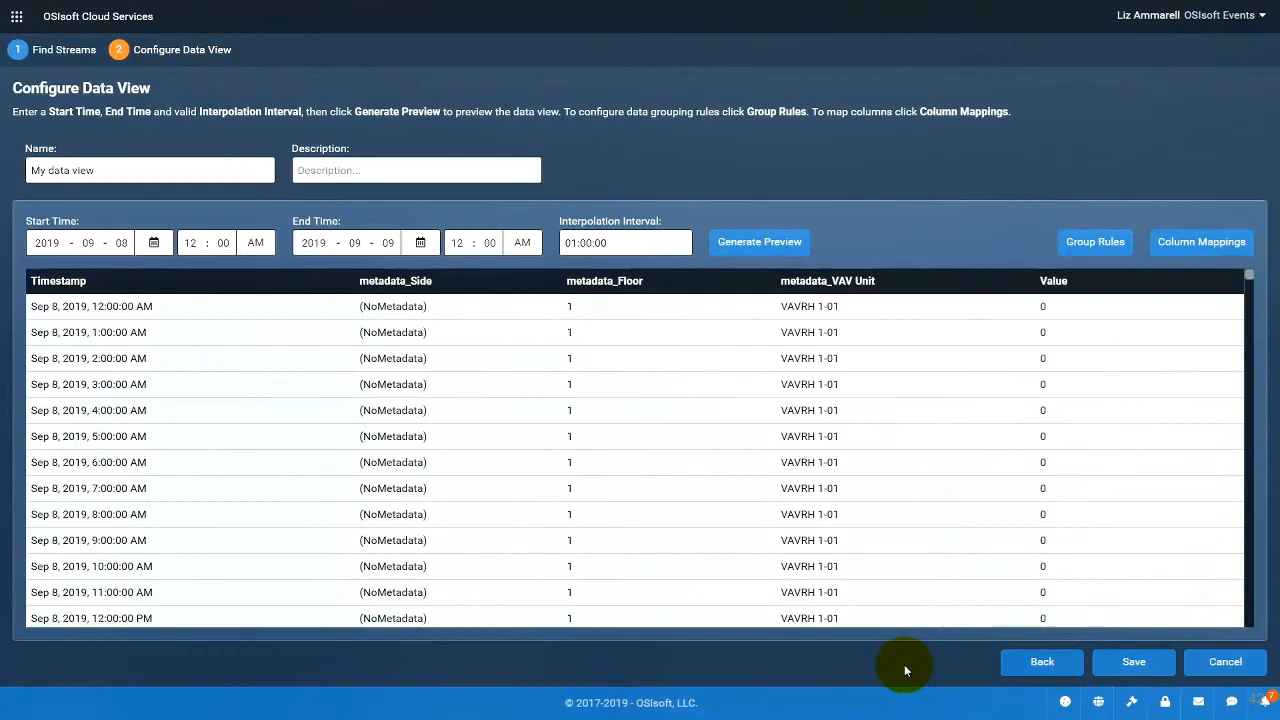 OSIsoft Cloud Services
Liz Ammarell OSIsoft Events
1 Find Streams 2 Configure Data View
Configure Data View
Enter a Start Time, End Time and valid Interpolation Interval, then click Generate Preview to preview the data view. To configure data grouping rules click Group Rules. To map columns click Column Mappings.
Name: Description:
My data view Description...
Start Time: End Time: Interpolation Interval:
2019 - 09 - 08 12 : 00 AM 2019 - 09 - 09 12 : 00 AM 01:00:00 Generate Preview Group Rules Column Mappings
Timestamp metadata_Side metadata_Floor metadata_VAV Unit Value
Sep 8, 2019, 12:00:00 AM (NoMetadata) 1 VAVRH 1-01 0
Sep 8, 2019, 1:00:00 AM (NoMetadata) 1 VAVRH 1-01 0
Sep 8, 2019, 2:00:00 AM (NoMetadata) 1 VAVRH 1-01 0
Sep 8, 2019, 3:00:00 AM (NoMetadata) 1 VAVRH 1-01 0
Sep 8, 2019, 4:00:00 AM (NoMetadata) 1 VAVRH 1-01 0
Sep 8, 2019, 5:00:00 AM (NoMetadata) 1 VAVRH 1-01 0
Sep 8, 2019, 6:00:00 AM (NoMetadata) 1 VAVRH 1-01 0
Sep 8, 2019, 7:00:00 AM (NoMetadata) 1 VAVRH 1-01 0
Sep 8, 2019, 8:00:00 AM (NoMetadata) 1 VAVRH 1-01 0
Sep 8, 2019, 9:00:00 AM (NoMetadata) 1 VAVRH 1-01 0
Sep 8, 2019, 10:00:00 AM (NoMetadata) 1 VAVRH 1-01 0
Sep 8, 2019, 11:00:00 AM (NoMetadata) 1 VAVRH 1-01 0
Sep 8, 2019, 12:00:00 PM (NoMetadata) 1 VAVRH 1-01 0
Back Save Cancel
© 2017-2019 - OSIsoft, LLC. 7